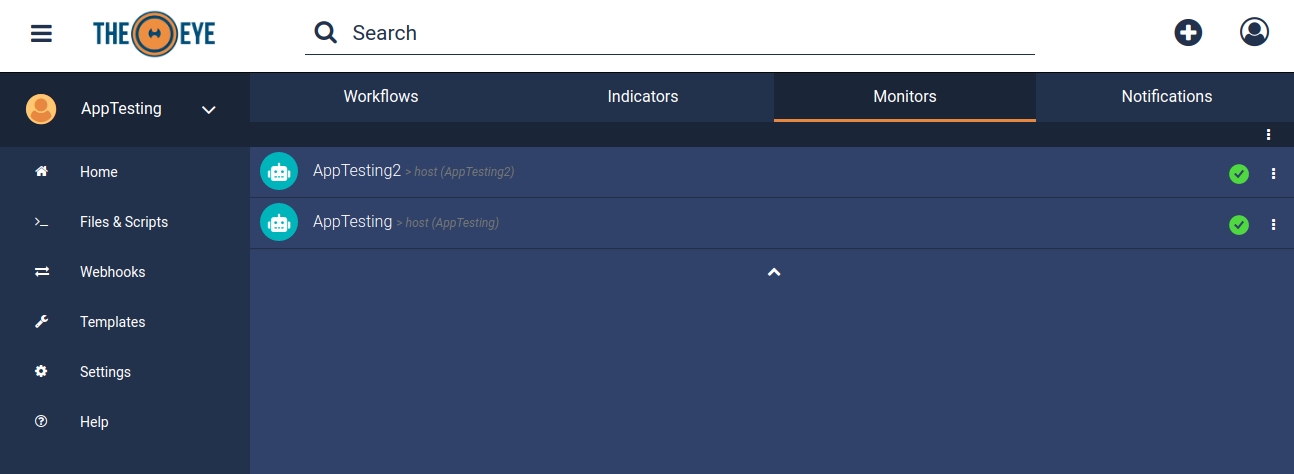 THE EYE
Search
AppTesting
Workflows Indicators Monitors Notifications
Home
Files & Scripts
Webhooks
Templates
Settings
Help
AppTesting2 > host (AppTesting2)
AppTesting > host (AppTesting)